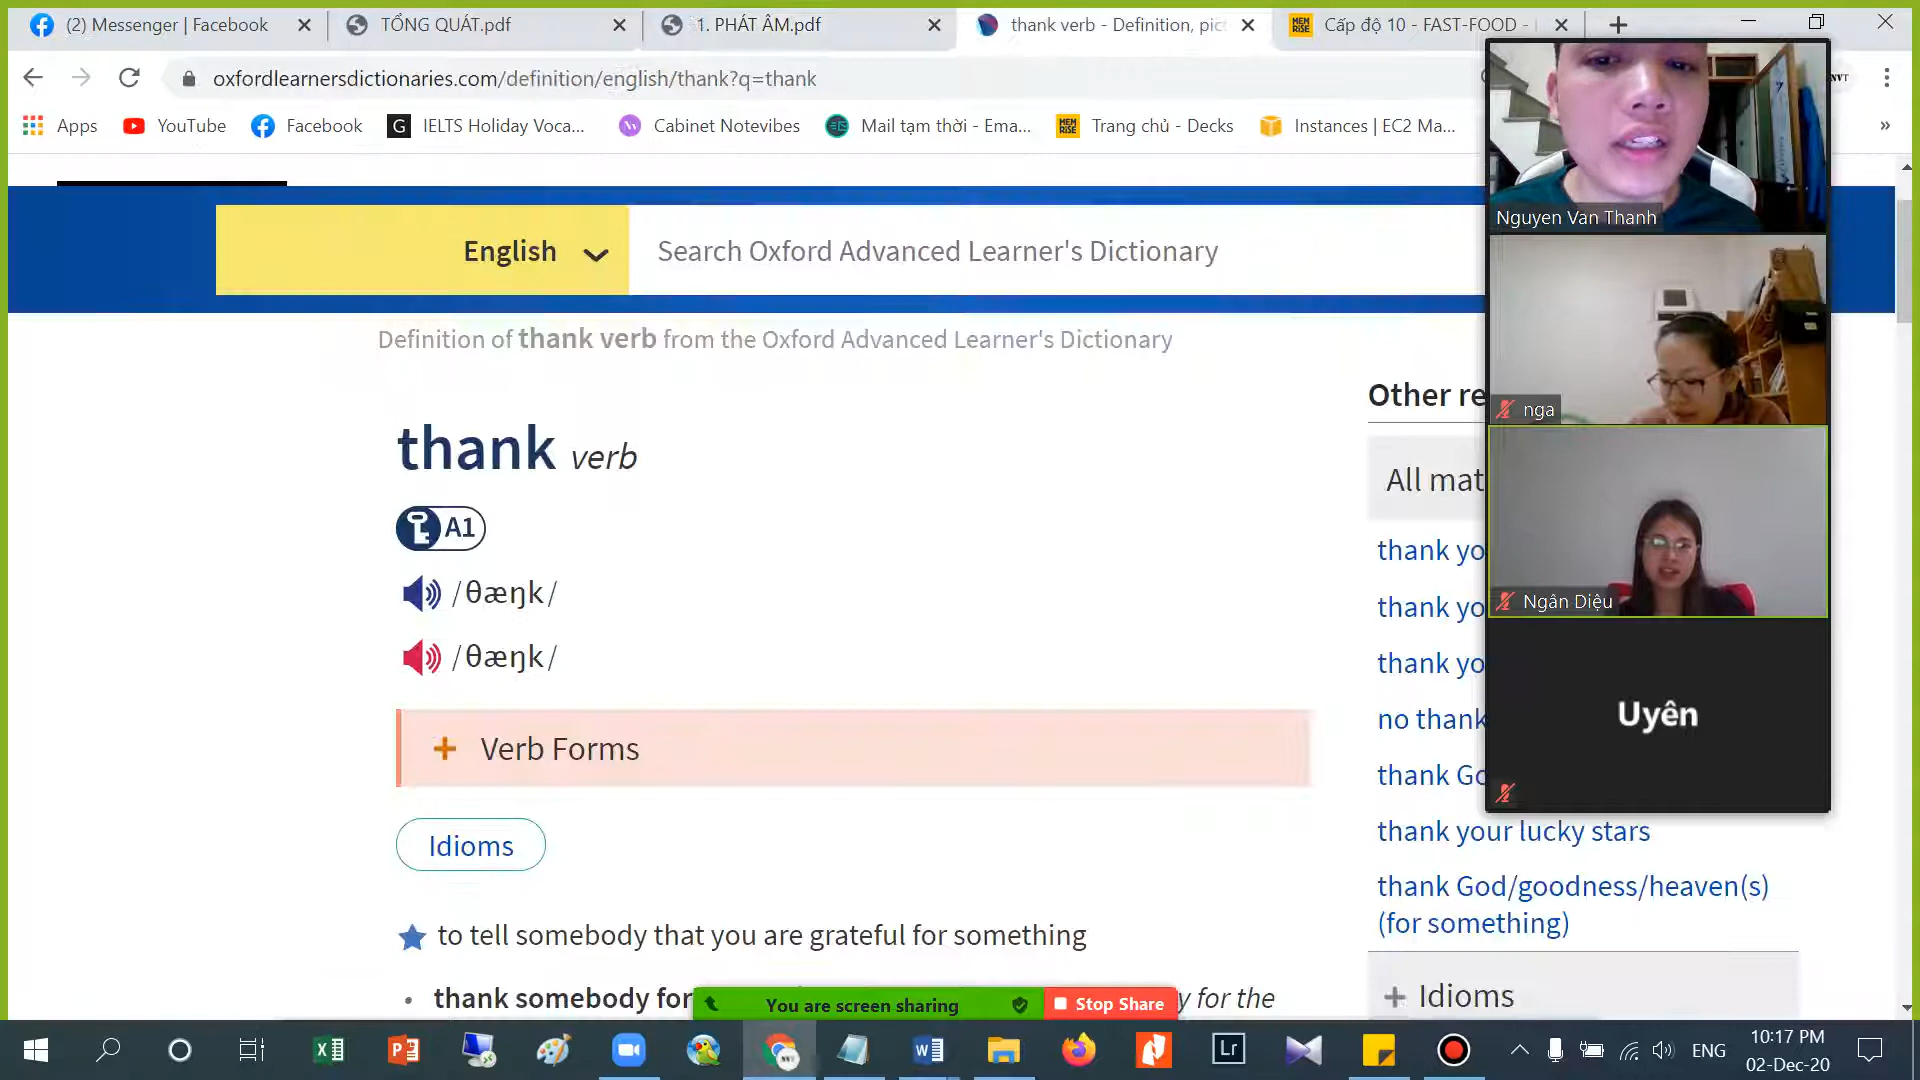 (2) Messenger | Facebook
TỔNG QUÁT.pdf
1. PHÁT ÂM.pdf
thank verb - Definition, pict
Cấp độ 10 - FAST-FOOD -
oxfordlearnersdictionaries.com/definition/english/thank?q=thank
NVT
Apps
YouTube
Facebook
G
IELTS Holiday Voca...
Cabinet Notevibes
Mail tạm thời - Ema...
MEM RISE
Trang chủ - Decks
Instances | EC2 Ma...
»
English
Search Oxford Advanced Learner's Dictionary
Definition of thank verb from the Oxford Advanced Learner's Dictionary
thank verb
A1
/θæŋk/
/θæŋk/
+ Verb Forms
Idioms
to tell somebody that you are grateful for something
• thank somebody for
y for the
Other re
All mat
thank yo
thank yo
thank yo
no thank
thank Go
thank your lucky stars
thank God/goodness/heaven(s)
(for something)
+ Idioms
Nguyen Van Thanh
nga
Ngân Diệu
Uyên
You are screen sharing
Stop Share
Lr
ENG
10:17 PM
02-Dec-20